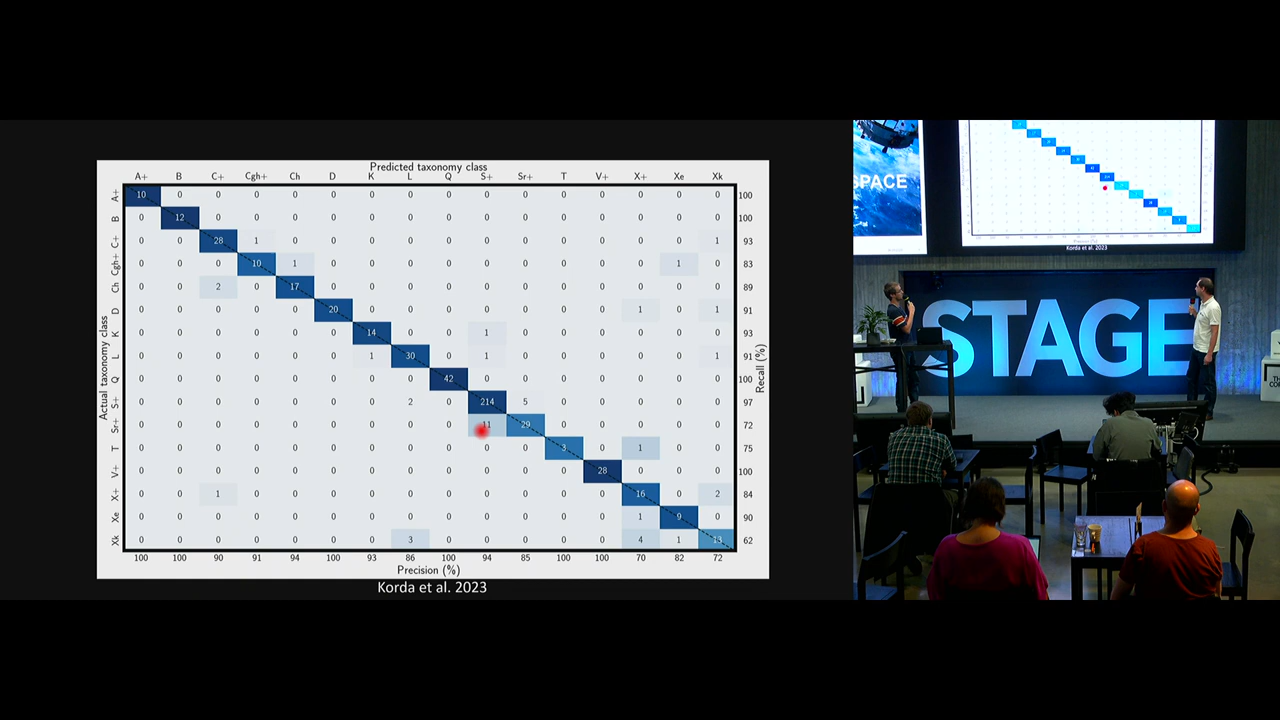 Predicted taxonomy class
A+ B C+ Cgh+ Ch D K L Q S+ Sr+ T V+ X+ Xe Xk
A+ 10 0 0 0 0 0 0 0 0 0 0 0 0 0 0 0 100
B 0 12 0 0 0 0 0 0 0 0 0 0 0 0 0 0 100
C+ 0 0 28 1 0 0 0 0 0 0 0 0 0 0 0 1 93
Cgh+ 0 0 0 10 1 0 0 0 0 0 0 0 0 0 1 0 83
Ch 0 0 2 0 17 0 0 0 0 0 0 0 0 0 0 0 89
D 0 0 0 0 0 20 0 0 0 0 0 0 0 1 0 1 91
K 0 0 0 0 0 0 14 0 0 1 0 0 0 0 0 0 93
L 0 0 0 0 0 0 1 30 0 1 0 0 0 0 0 1 91
Q 0 0 0 0 0 0 0 0 42 0 0 0 0 0 0 0 100
S+ 0 0 0 0 0 0 0 2 0 214 5 0 0 0 0 0 97
Sr+ 0 0 0 0 0 0 0 0 0 11 29 0 0 0 0 0 72
T 0 0 0 0 0 0 0 0 0 0 0 3 0 1 0 0 75
V+ 0 0 0 0 0 0 0 0 0 0 0 0 28 0 0 0 100
X+ 0 0 1 0 0 0 0 0 0 0 0 0 0 16 0 2 84
Xe 0 0 0 0 0 0 0 0 0 0 0 0 0 1 9 0 90
Xk 0 0 0 0 0 0 0 3 0 0 0 0 0 4 1 13 62
100 100 90 91 94 100 93 86 100 94 85 100 100 70 82 72
Actual taxonomy class
Recall (%)
Precision (%)
Korda et al. 2023
SPACE
Korda et al. 2023
STAGE